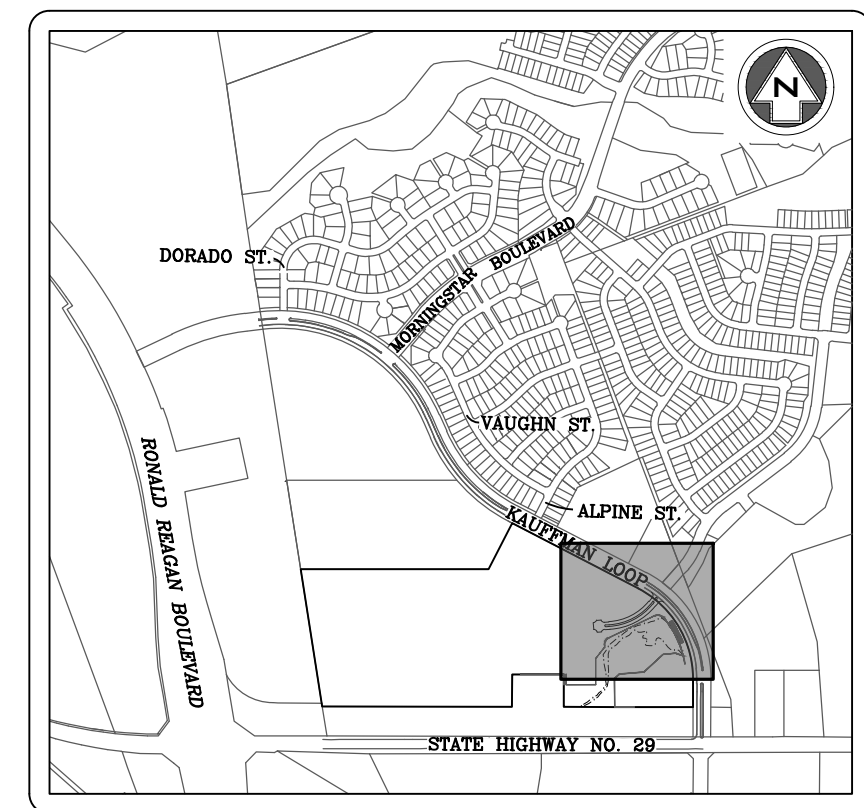 N
DORADO ST.
MORNINGSTAR BOULEVARD
VAUGHN ST.
ALPINE ST.
KAUFFMAN LOOP
RONALD REAGAN BOULEVARD
STATE HIGHWAY NO. 29